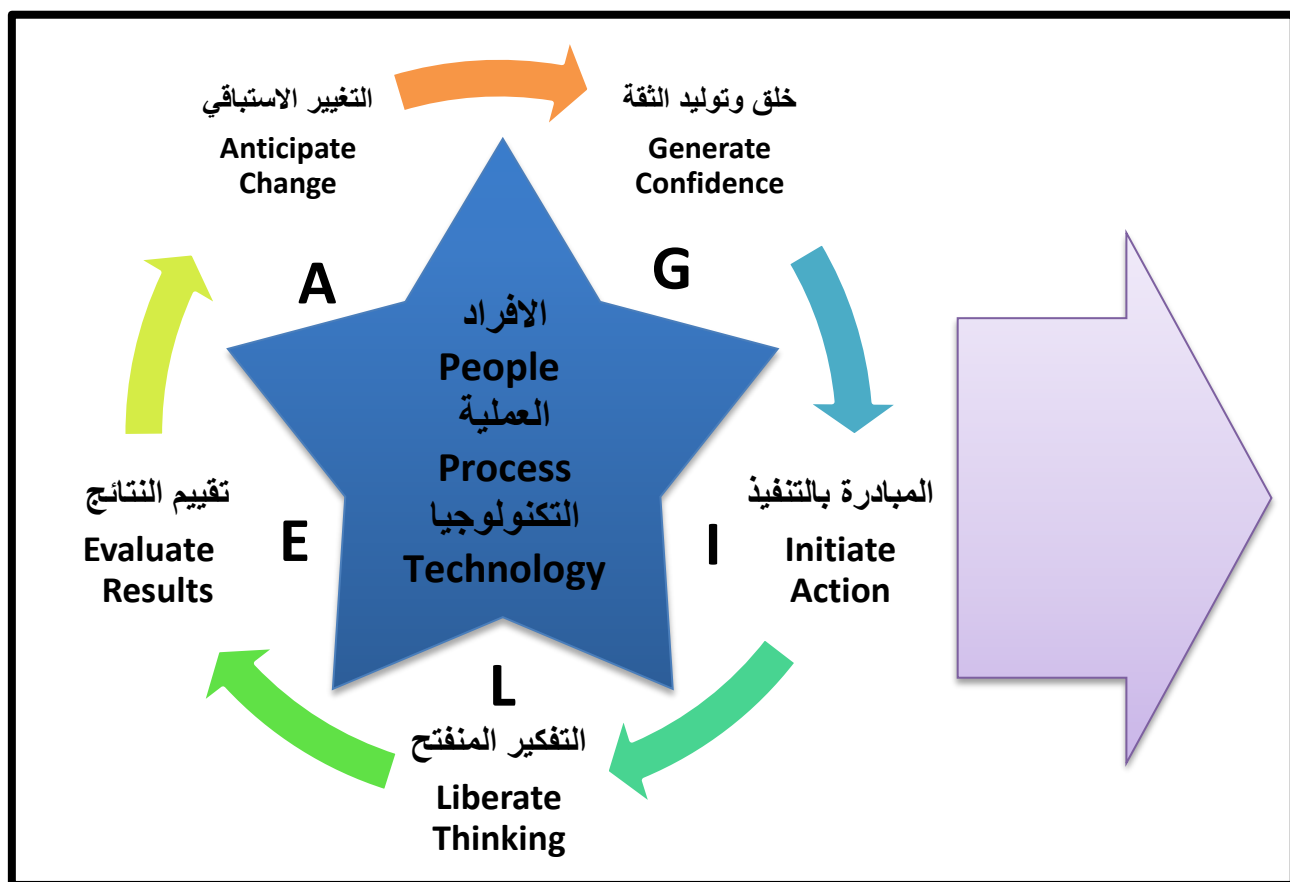 التغيير الاستباقي
Anticipate
Change
خلق وتوليد الثقة
Generate
Confidence
A
G
الافراد
People
العملية
Process
التكنولوجيا
Technology
المبادرة بالتنفيذ
Initiate
Action
I
L
التفكير المنفتح
Liberate
Thinking
تقييم النتائج
Evaluate
Results
E